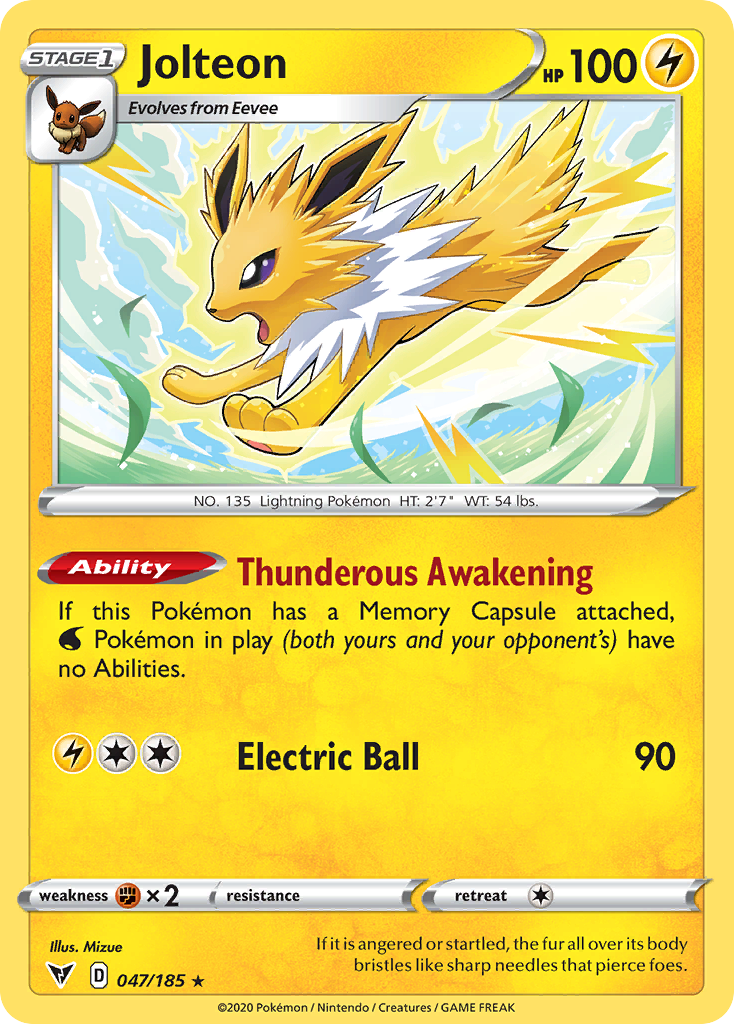 STAGE1
Jolteon
HP 100
Evolves from Eevee
NO. 135 Lightning Pokémon HT: 2'7" WT: 54 lbs.
Ability
Thunderous Awakening
If this Pokémon has a Memory Capsule attached,
Pokémon in play (both yours and your opponent's) have
no Abilities.
Electric Ball 90
weakness ×2 resistance retreat
Illus. Mizue
If it is angered or startled, the fur all over its body
bristles like sharp needles that pierce foes.
D 047/185 ★
©2020 Pokémon / Nintendo / Creatures / GAME FREAK